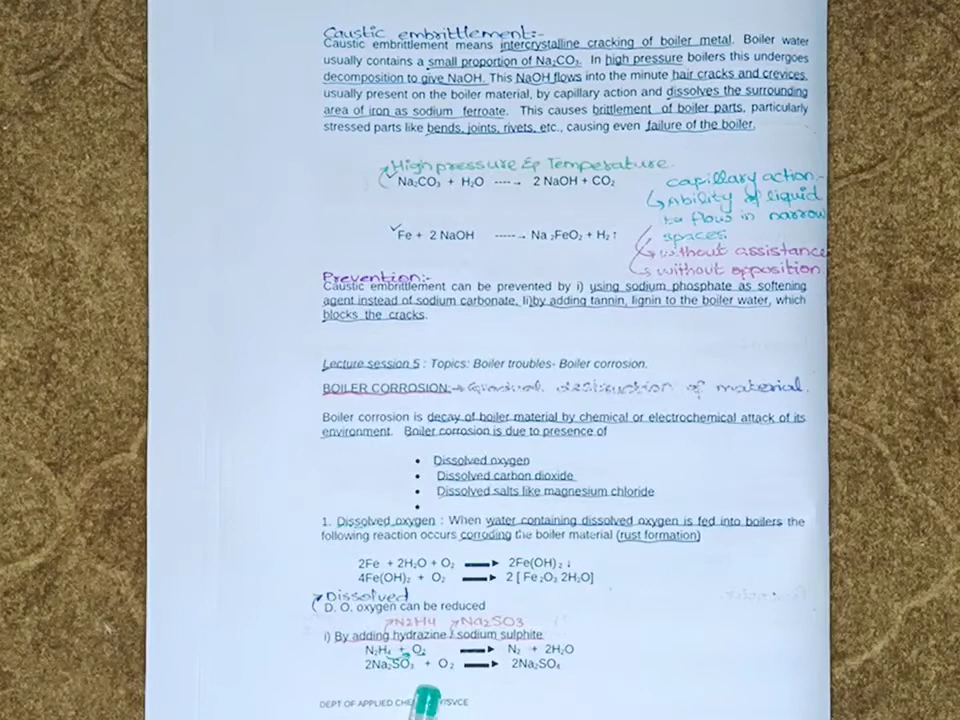 Caustic embrittlement:-
Caustic embrittlement means intercrystalline cracking of boiler metal. Boiler water
usually contains a small proportion of Na₂CO₃. In high pressure boilers this undergoes
decomposition to give NaOH. This NaOH flows into the minute hair cracks and crevices,
usually present on the boiler material, by capillary action and dissolves the surrounding
area of iron as sodium ferroate. This causes brittlement of boiler parts, particularly
stressed parts like bends, joints, rivets, etc., causing even failure of the boiler.
High pressure & Temperature.
Na₂CO₃ + H₂O ----→ 2 NaOH + CO₂
capillary action:-
↳Ability of liquid
to flow in narrow
spaces.
Fe + 2 NaOH -----→ Na ₂FeO₂ + H₂↑
↳without assistance
↳without opposition
Prevention:-
Caustic embrittlement can be prevented by i) using sodium phosphate as softening
agent instead of sodium carbonate, Ii)by adding tannin, lignin to the boiler water, which
blocks the cracks.
Lecture session 5 : Topics: Boiler troubles- Boiler corrosion.
BOILER CORROSION:→Gradual destruction of material.
Boiler corrosion is decay of boiler material by chemical or electrochemical attack of its
environment. Boiler corrosion is due to presence of
• Dissolved oxygen
• Dissolved carbon dioxide
• Dissolved salts like magnesium chloride
•
1. Dissolved oxygen : When water containing dissolved oxygen is fed into boilers the
following reaction occurs corroding the boiler material (rust formation)
2Fe + 2H₂O + O₂ ➔ 2Fe(OH)₂ ↓
4Fe(OH)₂ + O₂ ➔ 2 [ Fe₂O₃ 2H₂O]
Dissolved
D. O. oxygen can be reduced
N2H4 Na2SO3
i) By adding hydrazine / sodium sulphite
N₂H₄ + O₂ ➔ N₂ + 2H₂O
2Na₂SO₃ + O₂ ➔ 2Na₂SO₄
DEPT OF APPLIED CHE /SVCE